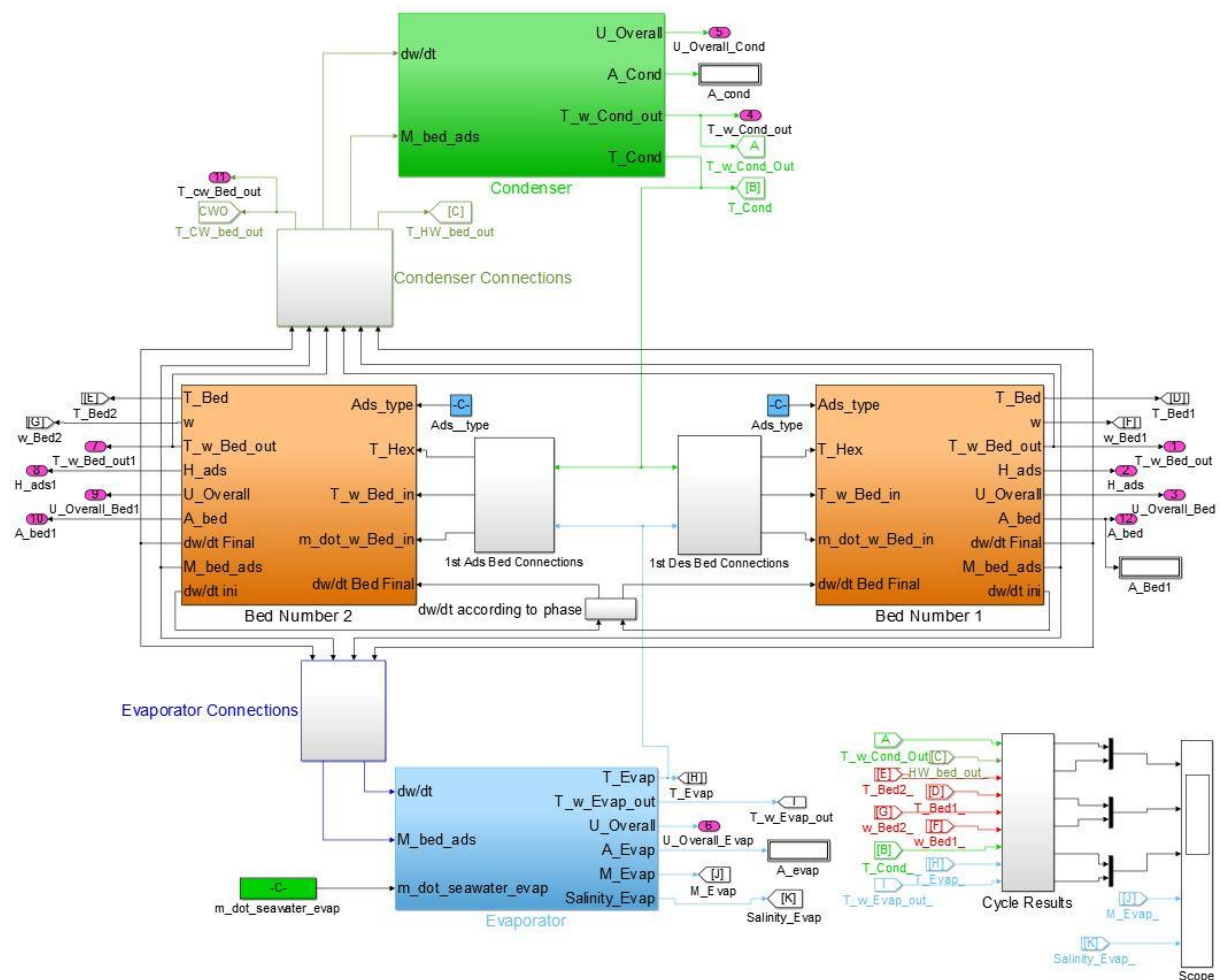 U_Overall
5
U_Overall_Cond
dw/dt
A_Cond
A_cond
T_w_Cond_out
4
T_w_Cond_out
M_bed_ads
A
T_w_Cond_Out
T_Cond
[B]
T_Cond
Condenser
11
T_cw_Bed_out
CWO
T_CW_bed_out
[C]
T_HW_bed_out
Condenser Connections
[E]
T_Bed2
[G]
w_Bed2
7
T_w_Bed_out1
8
H_ads1
9
U_Overall_Bed1
10
A_bed1
T_Bed
w
T_w_Bed_out
H_ads
U_Overall
A_bed
dw/dt Final
M_bed_ads
dw/dt ini
Ads_type
T_Hex
T_w_Bed_in
m_dot_w_Bed_in
dw/dt Bed Final
Bed Number 2
-C-
Ads__type
1st Ads Bed Connections
dw/dt according to phase
-C-
Ads_type
1st Des Bed Connections
Ads_type
T_Hex
T_w_Bed_in
m_dot_w_Bed_in
dw/dt Bed Final
T_Bed
w
T_w_Bed_out
H_ads
U_Overall
A_bed
dw/dt Final
M_bed_ads
dw/dt ini
Bed Number 1
[D]
T_Bed1
[F]
w_Bed1
1
T_w_Bed_out
2
H_ads
3
U_Overall_Bed
12
A_bed
A_Bed1
Evaporator Connections
dw/dt
M_bed_ads
m_dot_seawater_evap
-C-
m_dot_seawater_evap
T_Evap
T_w_Evap_out
U_Overall
A_Evap
M_Evap
Salinity_Evap
Evaporator
[H]
T_Evap
I
T_w_Evap_out
6
U_Overall_Evap
A_evap
[J]
M_Evap
[K]
Salinity_Evap
A
T_w_Cond_Out
[C]
HW_bed_out_
[E]
T_Bed2_
[D]
T_Bed1_
[G]
w_Bed2_
[F]
w_Bed1_
[B]
T_Cond_
[H]
T_Evap_
I
T_w_Evap_out_
Cycle Results
[J]
M_Evap_
[K]
Salinity_Evap_
Scope